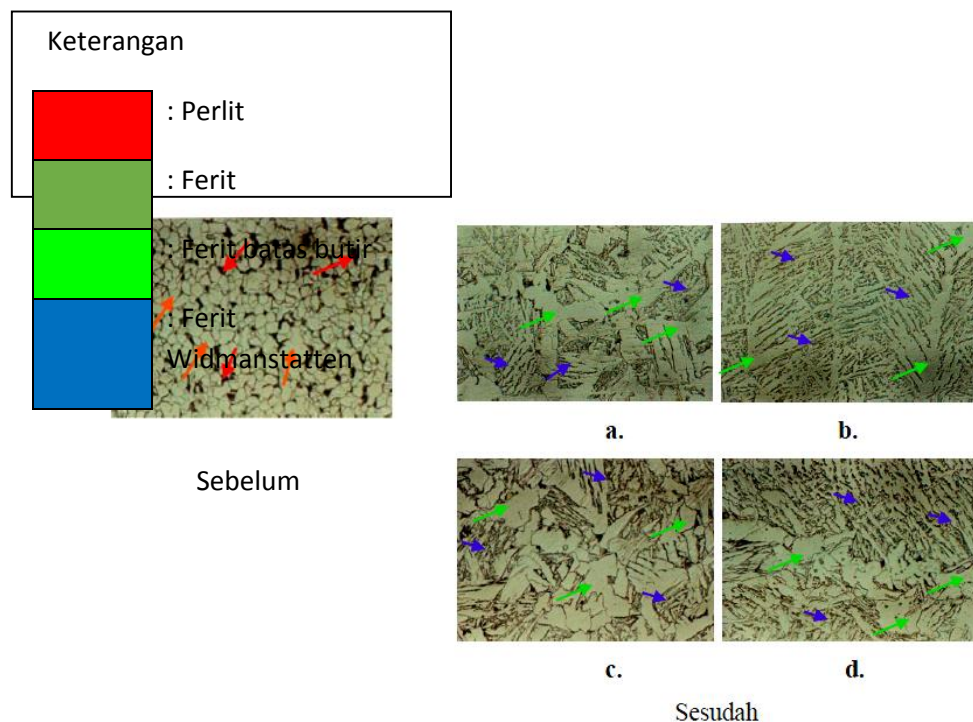 Keterangan
: Perlit
: Ferit
: Ferit batas butir
: Ferit
Widmanstatten
Sebelum
a.
b.
c.
d.
Sesudah